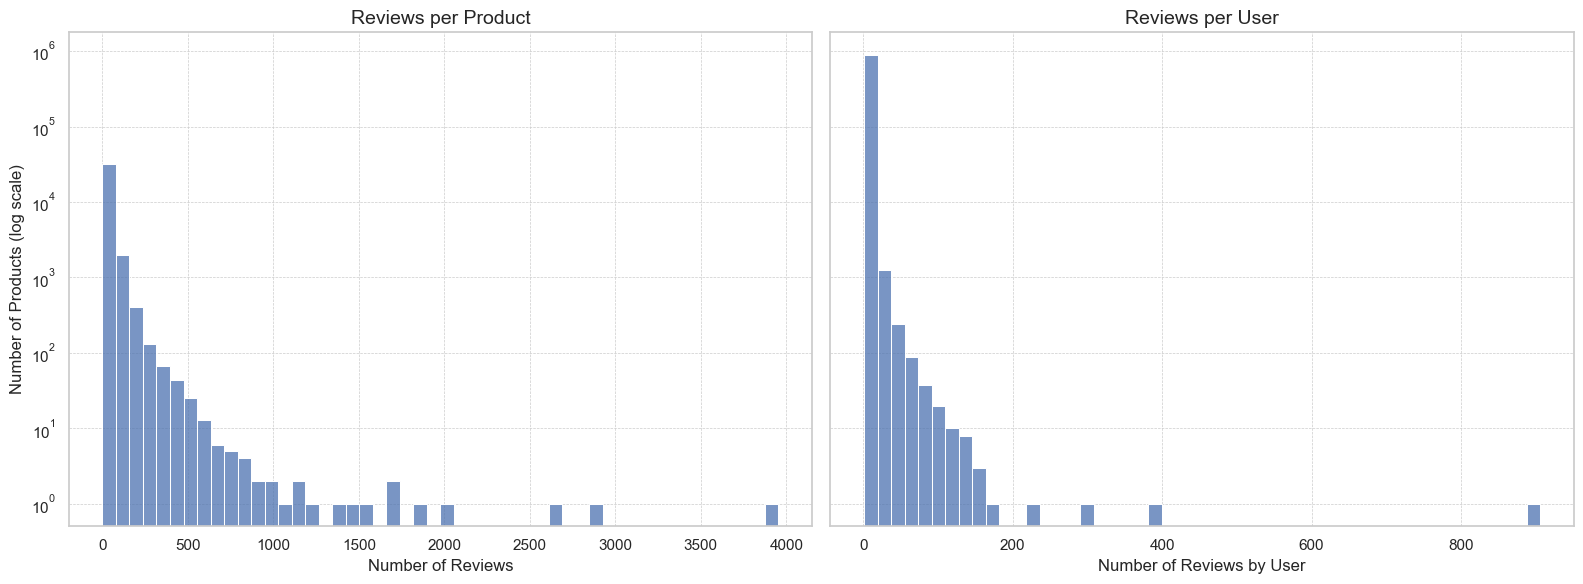 Reviews per Product
Reviews per User
Number of Products (log scale)
10^6
10^5
10^4
10^3
10^2
10^1
10^0
0 500 1000 1500 2000 2500 3000 3500 4000
Number of Reviews
0 200 400 600 800
Number of Reviews by User